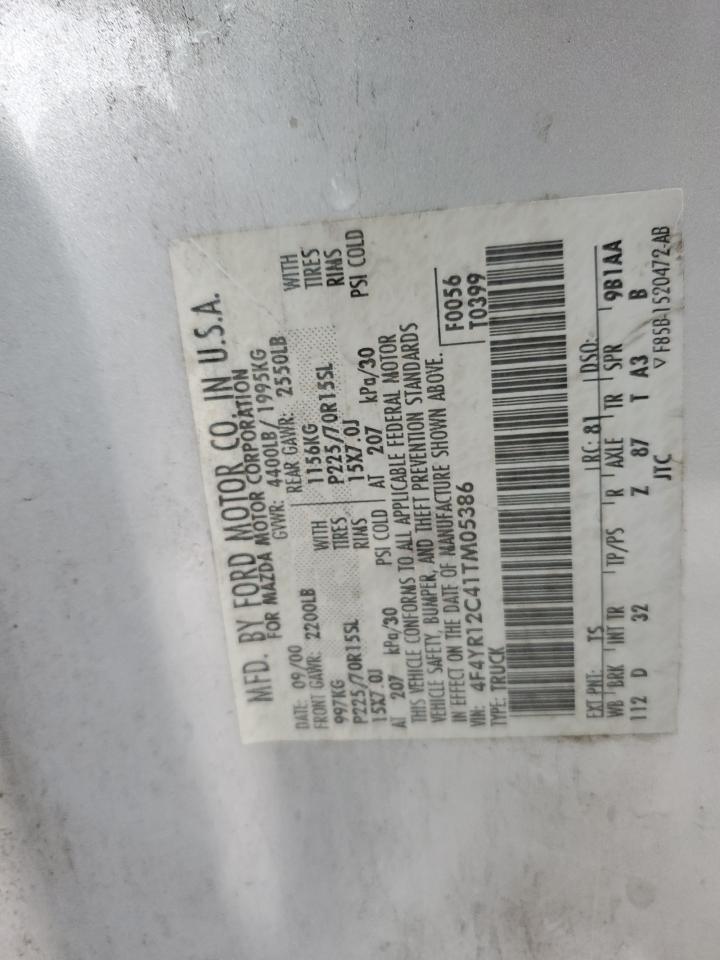 MFD. BY FORD MOTOR CO. IN U.S.A.
FOR MAZDA MOTOR CORPORATION
DATE: 09/00 GVWR: 4400LB/ 1995KG
FRONT GAWR: 2200LB REAR GAWR: 2550LB
997KG WITH 1156KG WITH
P225/70R15SL TIRES P225/70R15SL TIRES
15X7.0J RIMS 15X7.0J RIMS
AT 207 kPa/30 PSI COLD AT 207 kPa/30 PSI COLD
THIS VEHICLE CONFORMS TO ALL APPLICABLE FEDERAL MOTOR
VEHICLE SAFETY, BUMPER, AND THEFT PREVENTION STANDARDS
IN EFFECT ON THE DATE OF MANUFACTURE SHOWN ABOVE.
VIN: 4F4YR12C41TM05386 F0056
TYPE: TRUCK T0399
EXT PNT: TS RC: 81 DSO:
WB BRK INT TR TP/PS R AXLE TR SPR 9B1AA
112 D 32 Z 87 T A3 B
JTC ▽ F85B-1520472-AB